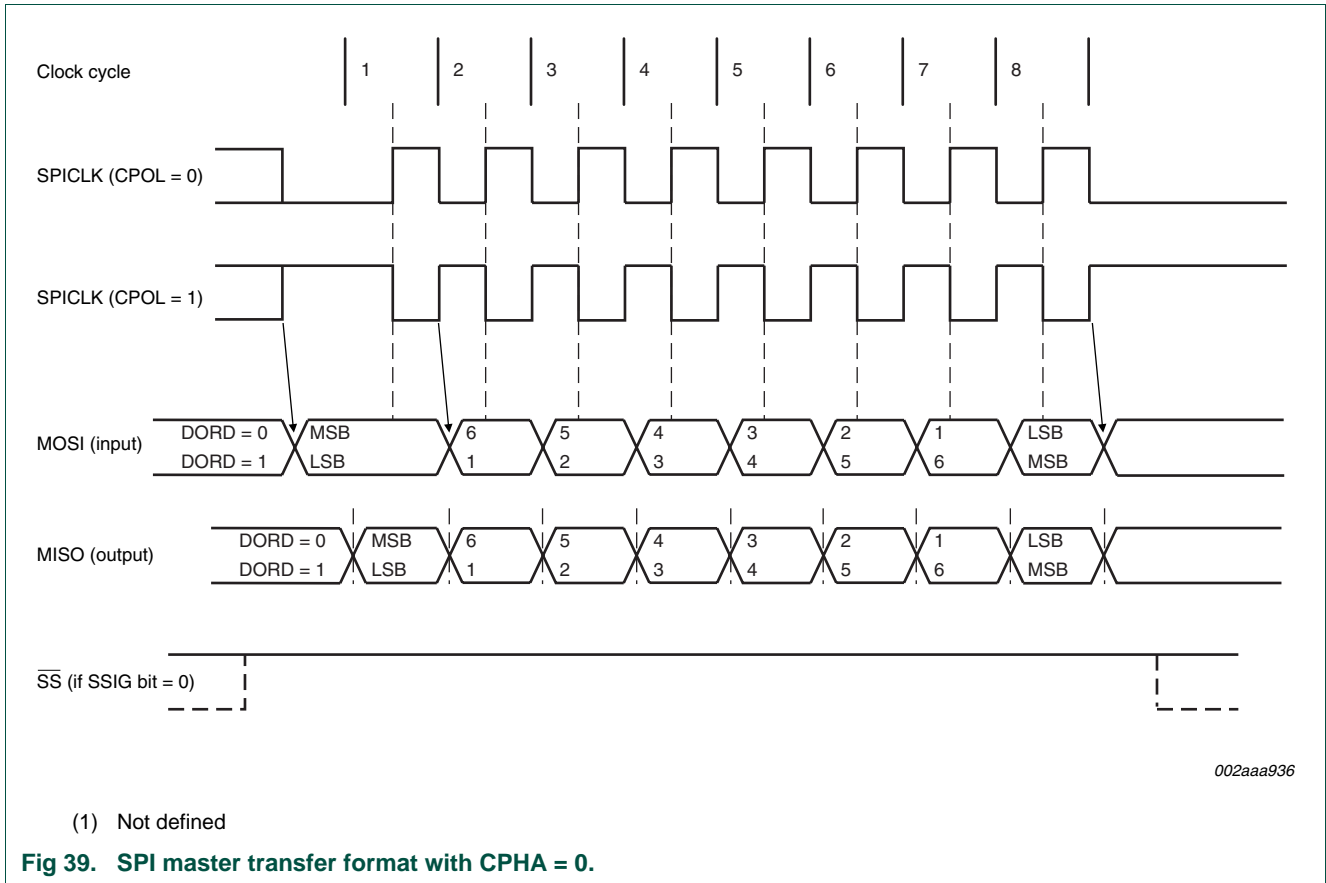 Clock cycle 1 2 3 4 5 6 7 8
SPICLK (CPOL = 0)
SPICLK (CPOL = 1)
MOSI (input) DORD = 0 MSB 6 5 4 3 2 1 LSB
DORD = 1 LSB 1 2 3 4 5 6 MSB
MISO (output) DORD = 0 MSB 6 5 4 3 2 1 LSB
DORD = 1 LSB 1 2 3 4 5 6 MSB
S̅S̅ (if SSIG bit = 0)
002aaa936
(1) Not defined
Fig 39. SPI master transfer format with CPHA = 0.